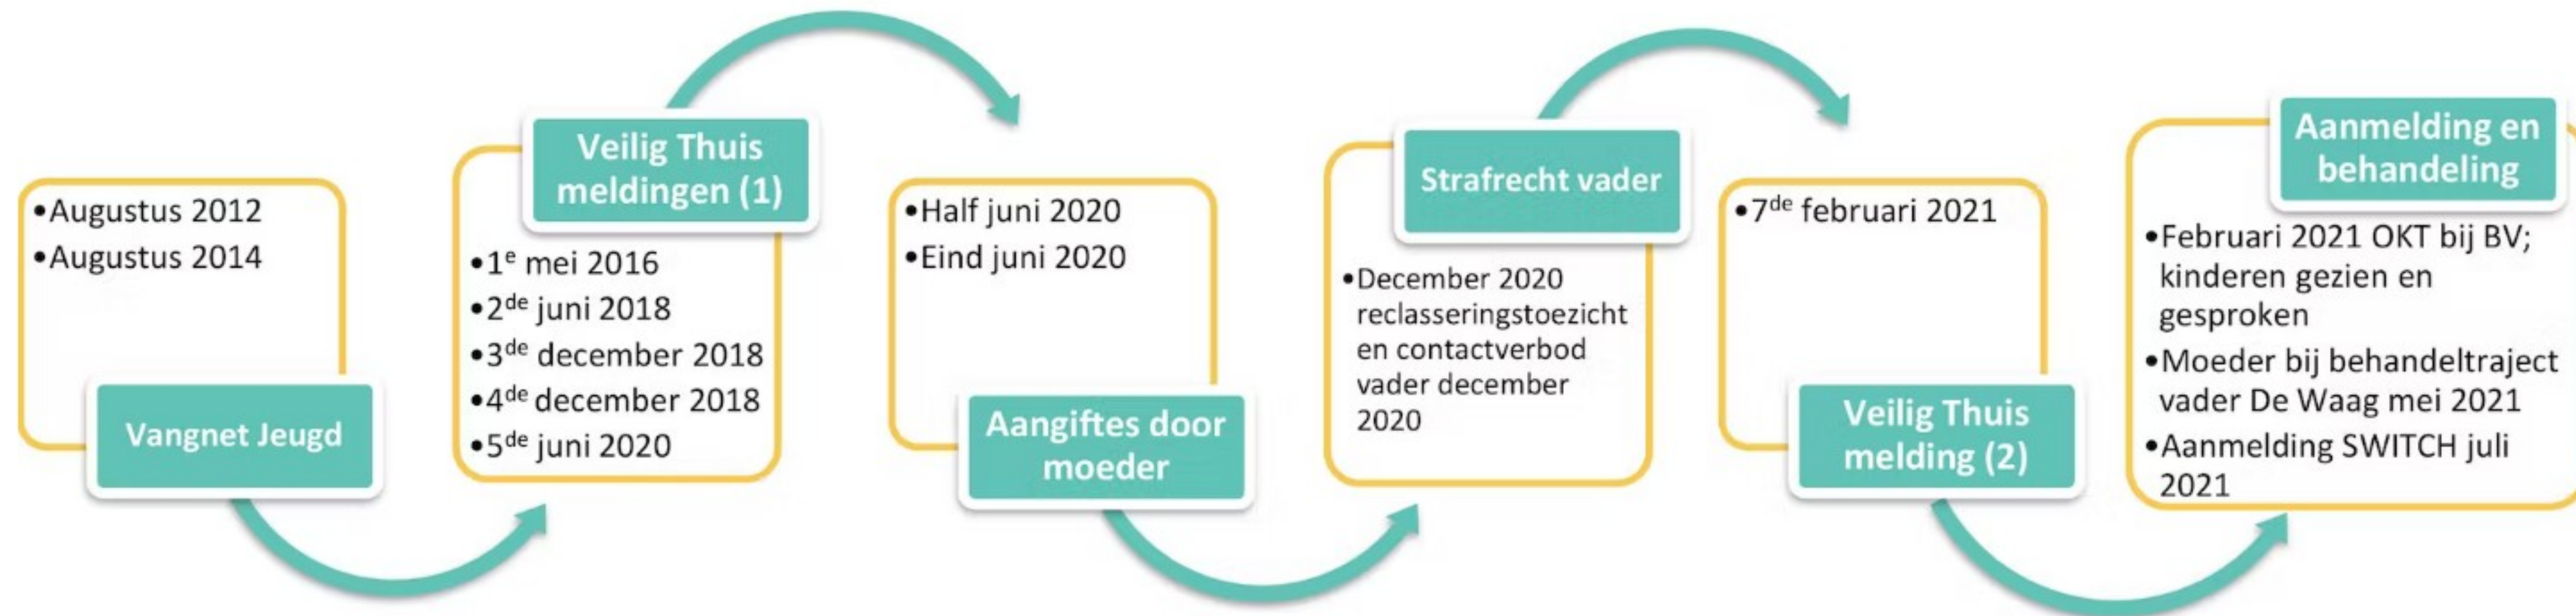 •Augustus 2012
•Augustus 2014
Vangnet Jeugd
Veilig Thuis
meldingen (1)
•1e mei 2016
•2de juni 2018
•3de december 2018
•4de december 2018
•5de juni 2020
•Half juni 2020
•Eind juni 2020
Aangiftes door
moeder
Strafrecht vader
•December 2020
reclasseringstoezicht
en contactverbod
vader december
2020
•7de februari 2021
Veilig Thuis
melding (2)
Aanmelding en
behandeling
•Februari 2021 OKT bij BV;
kinderen gezien en
gesproken
•Moeder bij behandeltraject
vader De Waag mei 2021
•Aanmelding SWITCH juli
2021